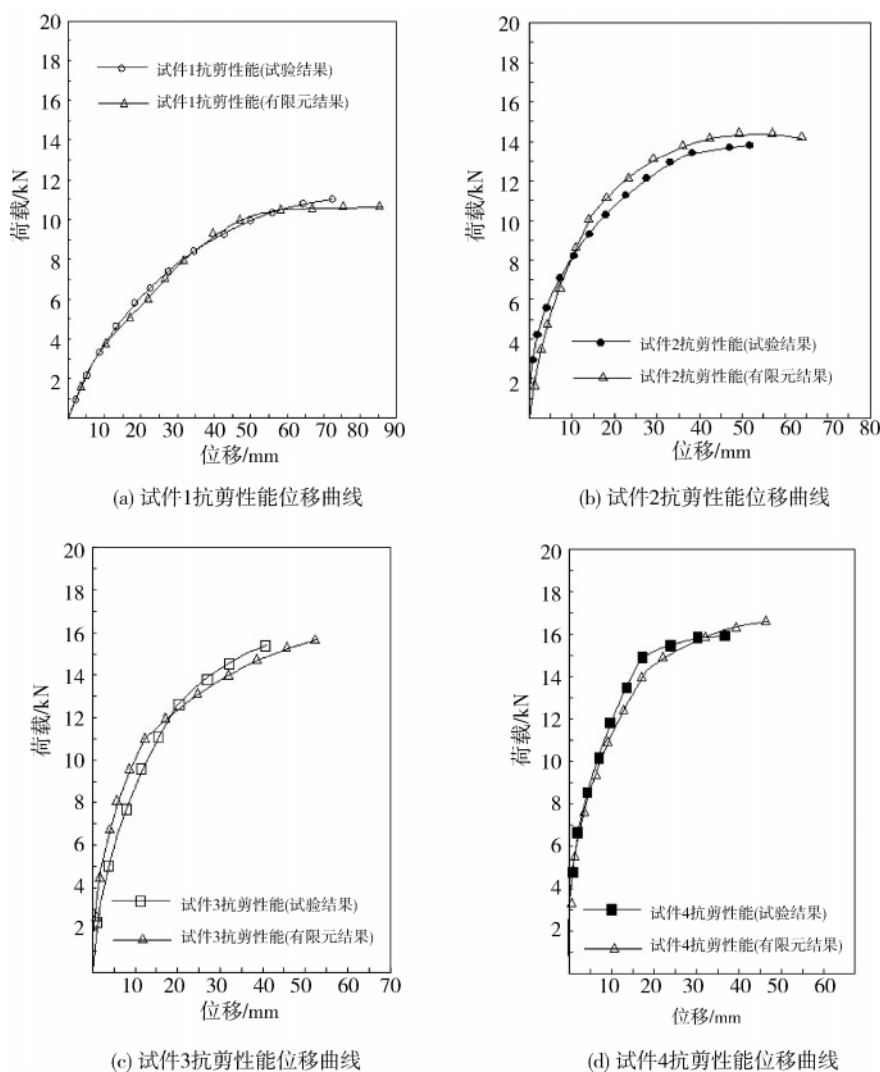 20
18
16
14
12
10
8
6
4
2
荷载/kN
试件1抗剪性能(试验结果)
试件1抗剪性能(有限元结果)
10 20 30 40 50 60 70 80 90
位移/mm
(a) 试件1抗剪性能位移曲线
20
18
16
14
12
10
8
6
4
2
荷载/kN
试件2抗剪性能(试验结果)
试件2抗剪性能(有限元结果)
10 20 30 40 50 60 70 80
位移/mm
(b) 试件2抗剪性能位移曲线
20
18
16
14
12
10
8
6
4
2
荷载/kN
试件3抗剪性能(试验结果)
试件3抗剪性能(有限元结果)
10 20 30 40 50 60 70
位移/mm
(c) 试件3抗剪性能位移曲线
20
18
16
14
12
10
8
6
4
2
荷载/kN
试件4抗剪性能(试验结果)
试件4抗剪性能(有限元结果)
10 20 30 40 50 60
位移/mm
(d) 试件4抗剪性能位移曲线